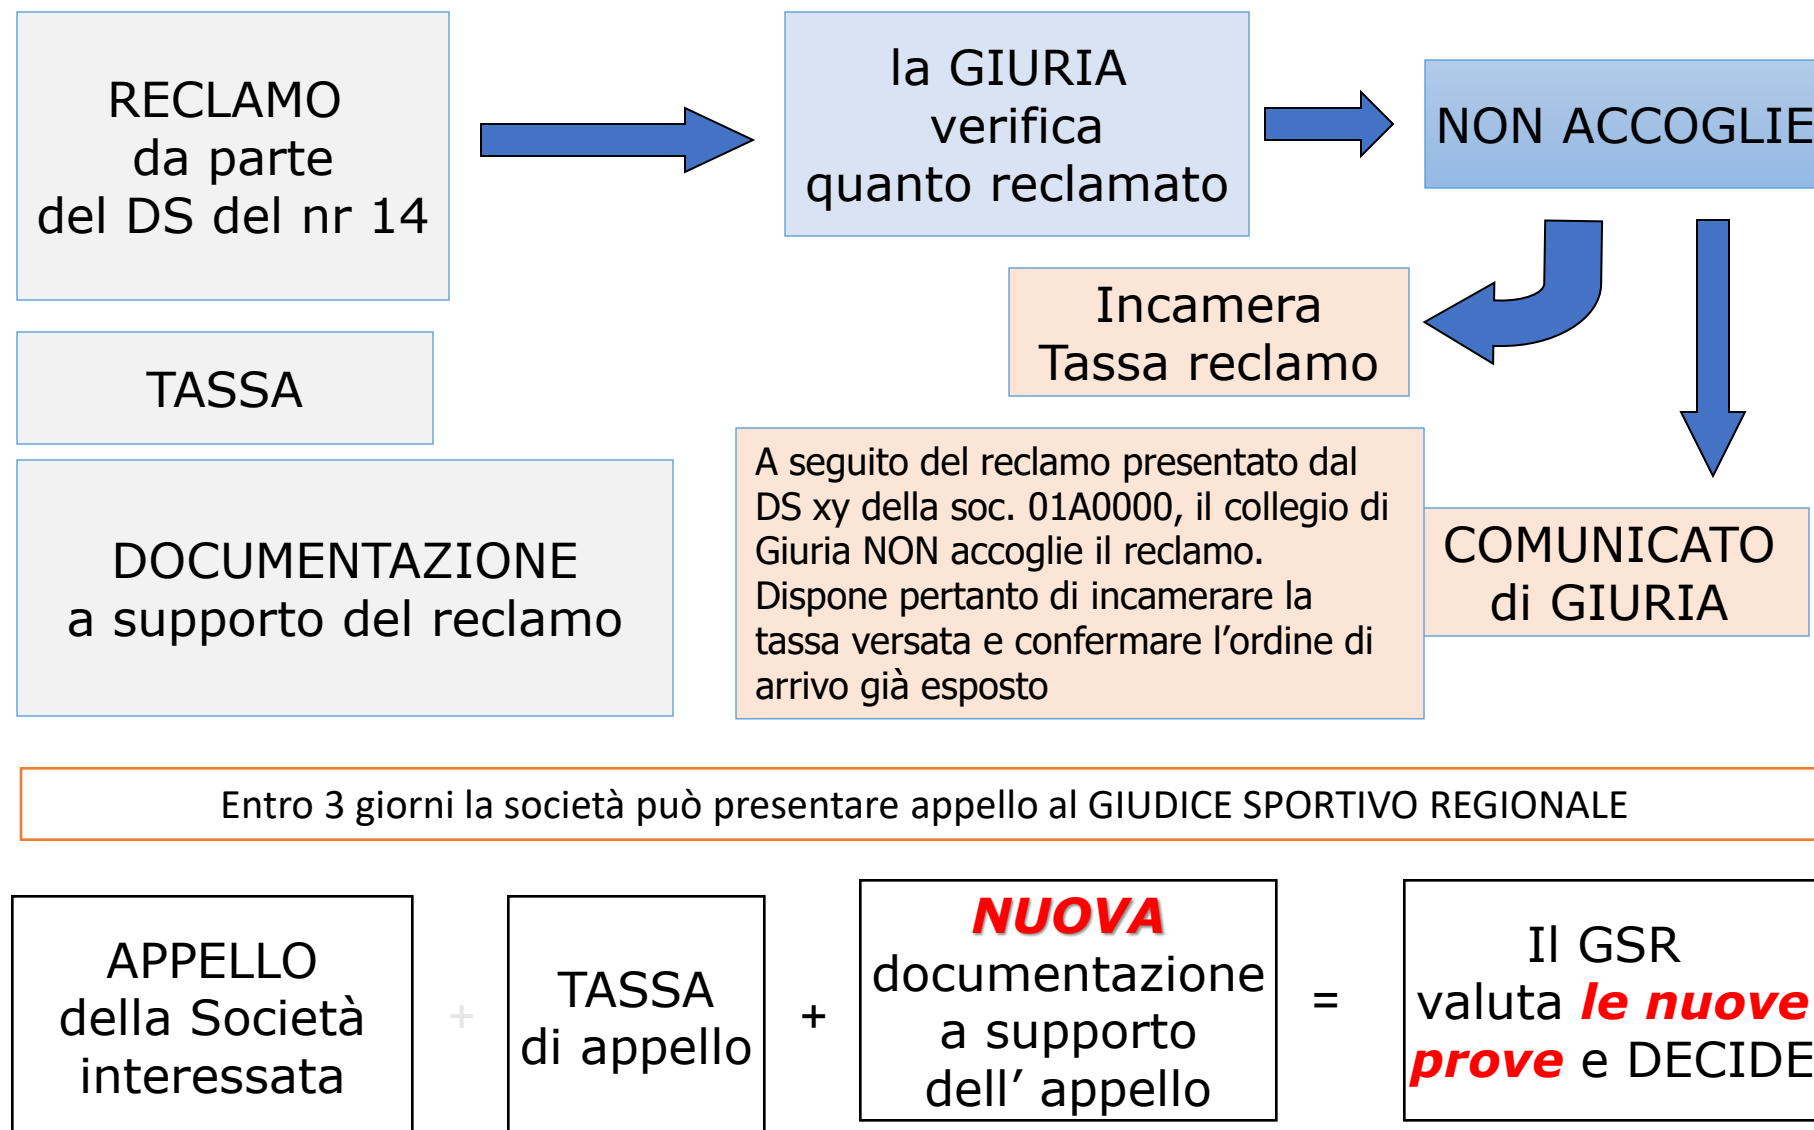 RECLAMO
da parte
del DS del nr 14
la GIURIA
verifica
quanto reclamato
NON ACCOGLIE
Incamera
Tassa reclamo
TASSA
DOCUMENTAZIONE
a supporto del reclamo
A seguito del reclamo presentato dal
DS xy della soc. 01A0000, il collegio di
Giuria NON accoglie il reclamo.
Dispone pertanto di incamerare la
tassa versata e confermare l’ordine di
arrivo già esposto
COMUNICATO
di GIURIA
Entro 3 giorni la società può presentare appello al GIUDICE SPORTIVO REGIONALE
APPELLO
della Società
interessata
+
TASSA
di appello
+
NUOVA
documentazione
a supporto
dell’ appello
=
Il GSR
valuta le nuove
prove e DECIDE